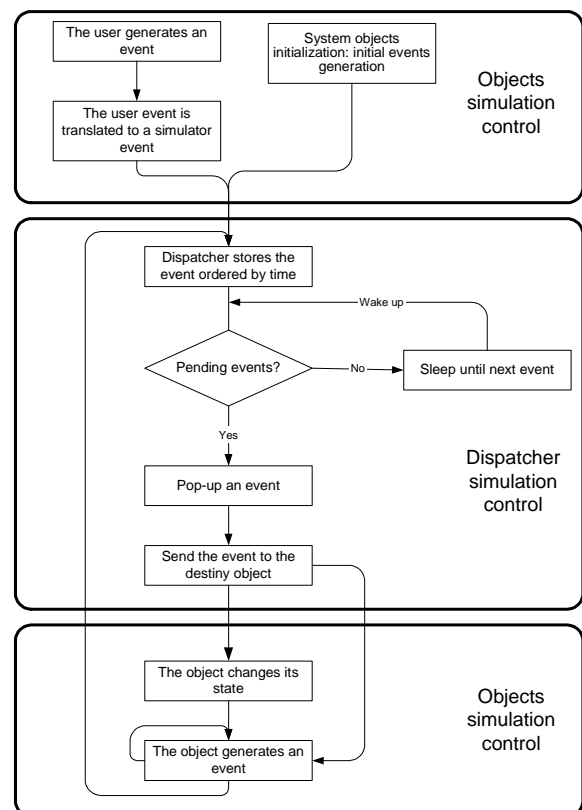 The user generates an
event
System objects
initialization: initial events
generation
The user event is
translated to a simulator
event
Objects
simulation
control
Dispatcher stores the
event ordered by time
Wake up
Pending events?
No
Sleep until next event
Yes
Pop-up an event
Dispatcher
simulation
control
Send the event to the
destiny object
The object changes its
state
The object generates an
event
Objects
simulation
control